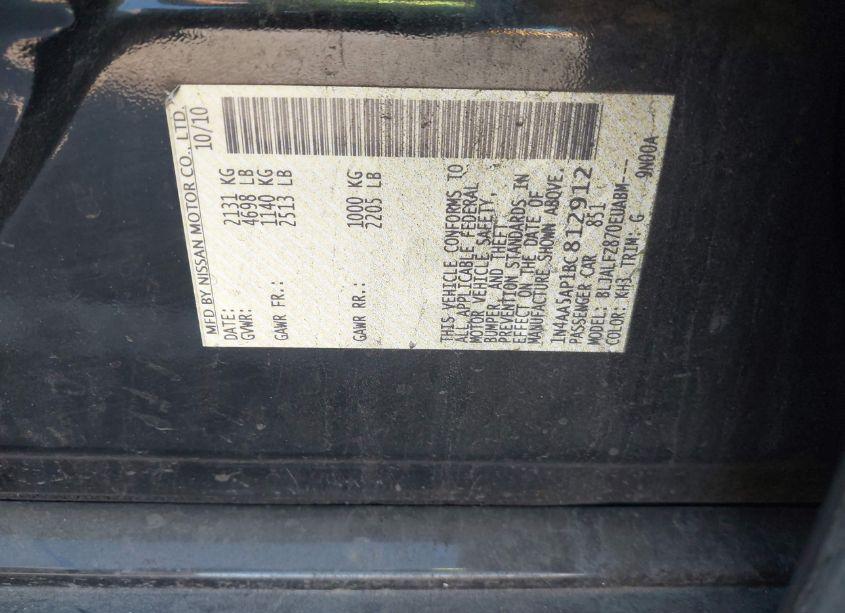 MFD BY NISSAN MOTOR CO., LTD.
DATE: 10/10
GVWR: 2131 KG
4698 LB
GAWR FR.: 1140 KG
2513 LB
GAWR RR.: 1000 KG
2205 LB
THIS VEHICLE CONFORMS TO
ALL APPLICABLE FEDERAL
MOTOR VEHICLE SAFETY,
BUMPER, AND THEFT
PREVENTION STANDARDS IN
EFFECT ON THE DATE OF
MANUFACTURE SHOWN ABOVE.
1N4AA5AP1BC812912
PASSENGER CAR 851
MODEL: BLJALFZ870EUABM---
COLOR: KH3 TRIM: G 9N00A